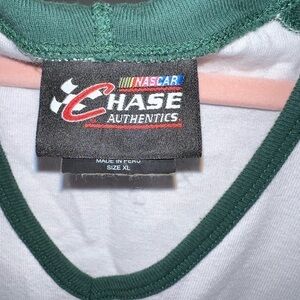 NASCAR
CHASE
AUTHENTICS
MADE IN PERU
SIZE XL